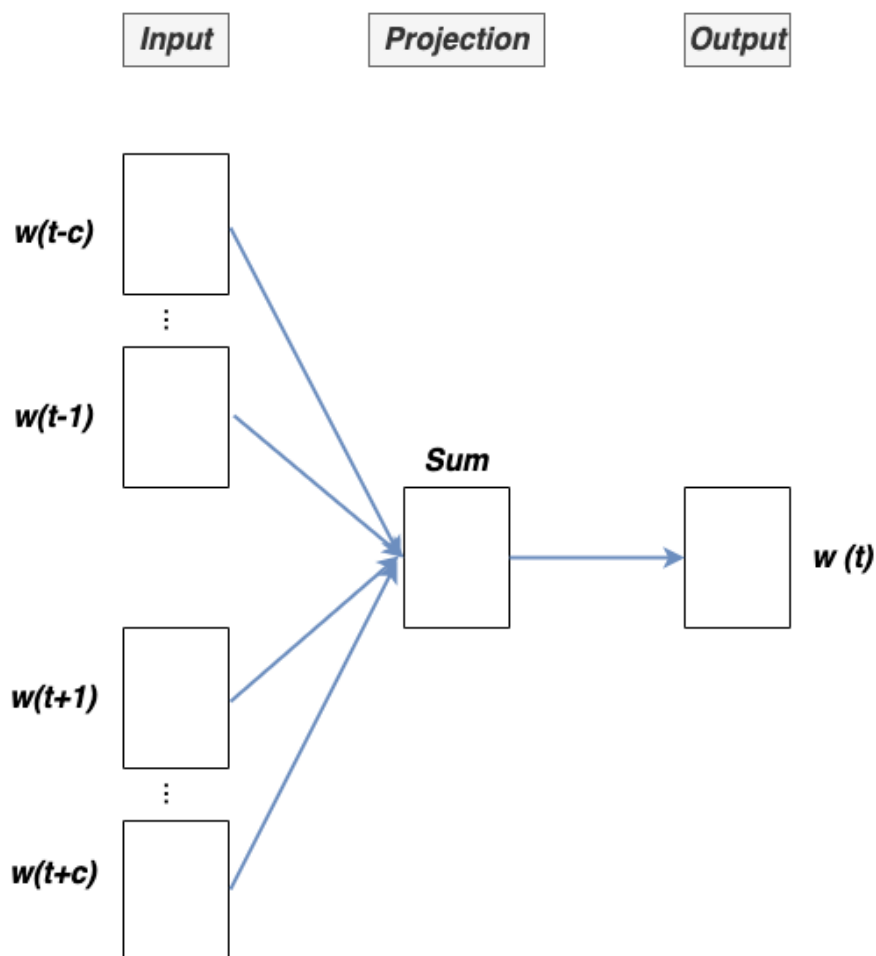 Input
Projection
Output
w(t-c)
⋮
w(t-1)
Sum
w (t)
w(t+1)
⋮
w(t+c)